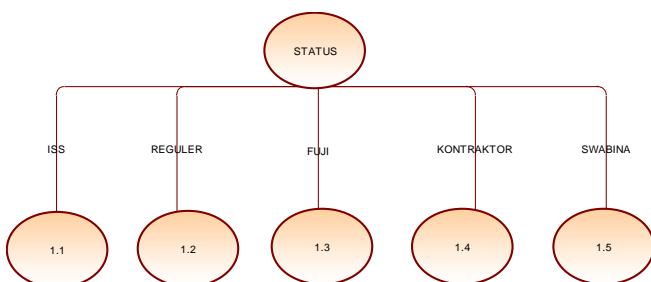 STATUS
ISS
REGULER
FUJI
KONTRAKTOR
SWABINA
1.1
1.2
1.3
1.4
1.5